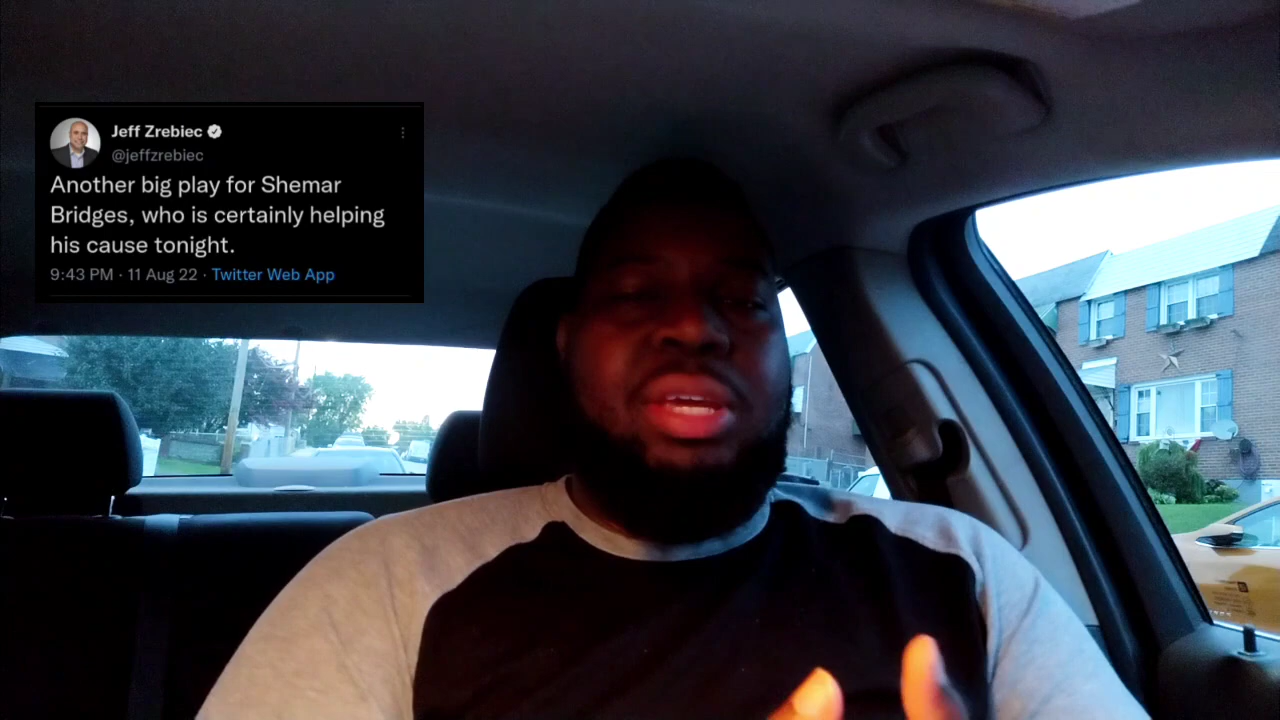 Jeff Zrebiec
@jeffzrebiec
Another big play for Shemar
Bridges, who is certainly helping
his cause tonight.
9:43 PM · 11 Aug 22 · Twitter Web App